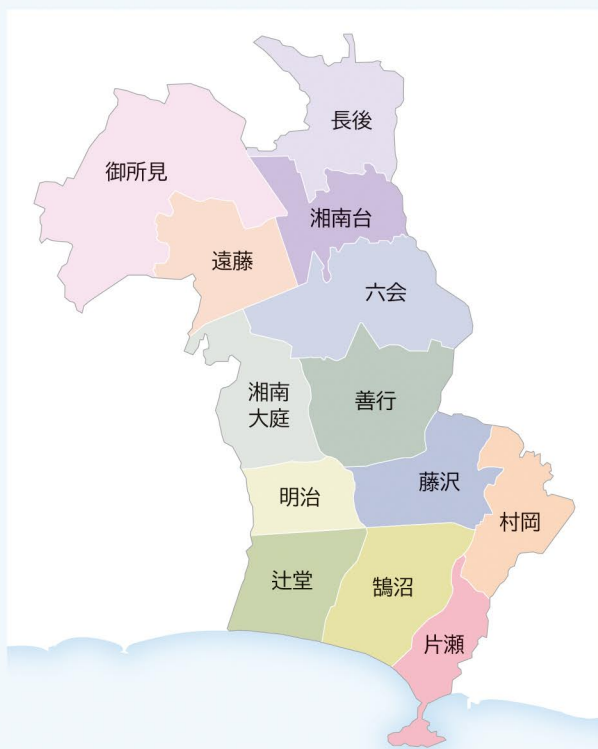 長後
御所見
湘南台
遠藤
六会
湘南
大庭
善行
藤沢
明治
村岡
辻堂
鵠沼
片瀬